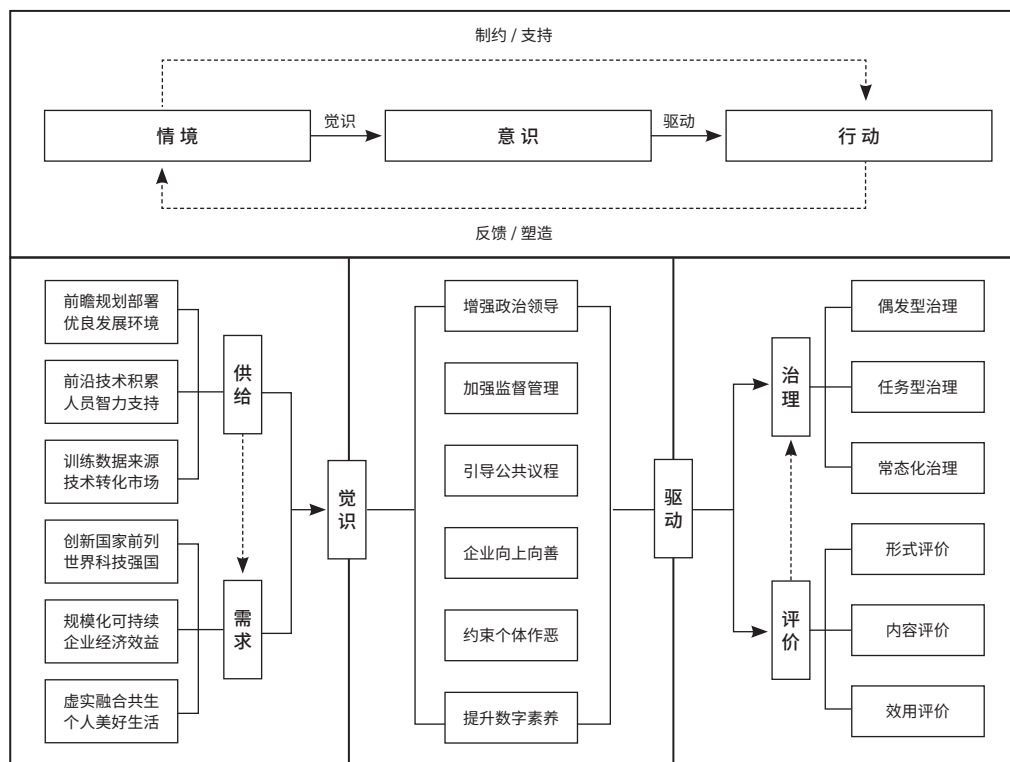 制约 / 支持
情 境
觉识
意 识
驱动
行 动
反馈 / 塑造
前瞻规划部署
优良发展环境
前沿技术积累
人员智力支持
训练数据来源
技术转化市场
创新国家前列
世界科技强国
规模化可持续
企业经济效益
虚实融合共生
个人美好生活
供
给
需
求
觉
识
增强政治领导
加强监督管理
引导公共议程
企业向上向善
约束个体作恶
提升数字素养
驱
动
治
理
评
价
偶发型治理
任务型治理
常态化治理
形式评价
内容评价
效用评价